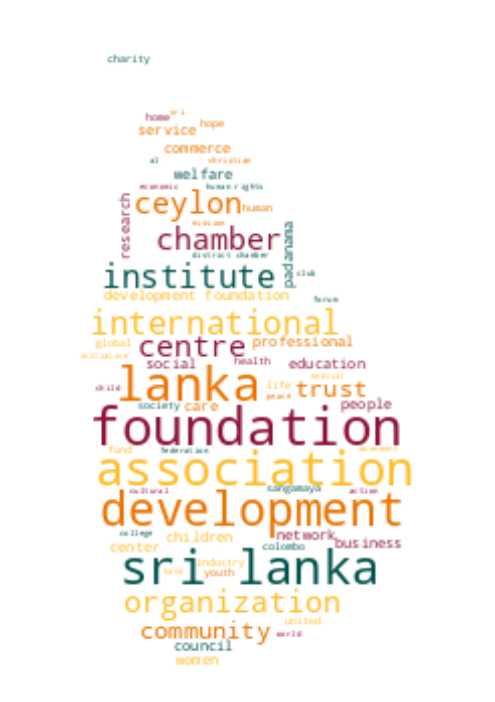 charity
home sri
hope
service
commerce
al christian
welfare
economic human rights
research
ceylon human
mission
chamber
padanama
district chamber
institute club
development foundation
forum
international
global professional
centre
initiative
social health education
medical
child lanka life trust
peace
society care people
foundation
fund federation movement
association
cultural sangamaya action
development
college
children network
center colombo business
sri lanka
industry
fund youth
organization
united
community world
council
women